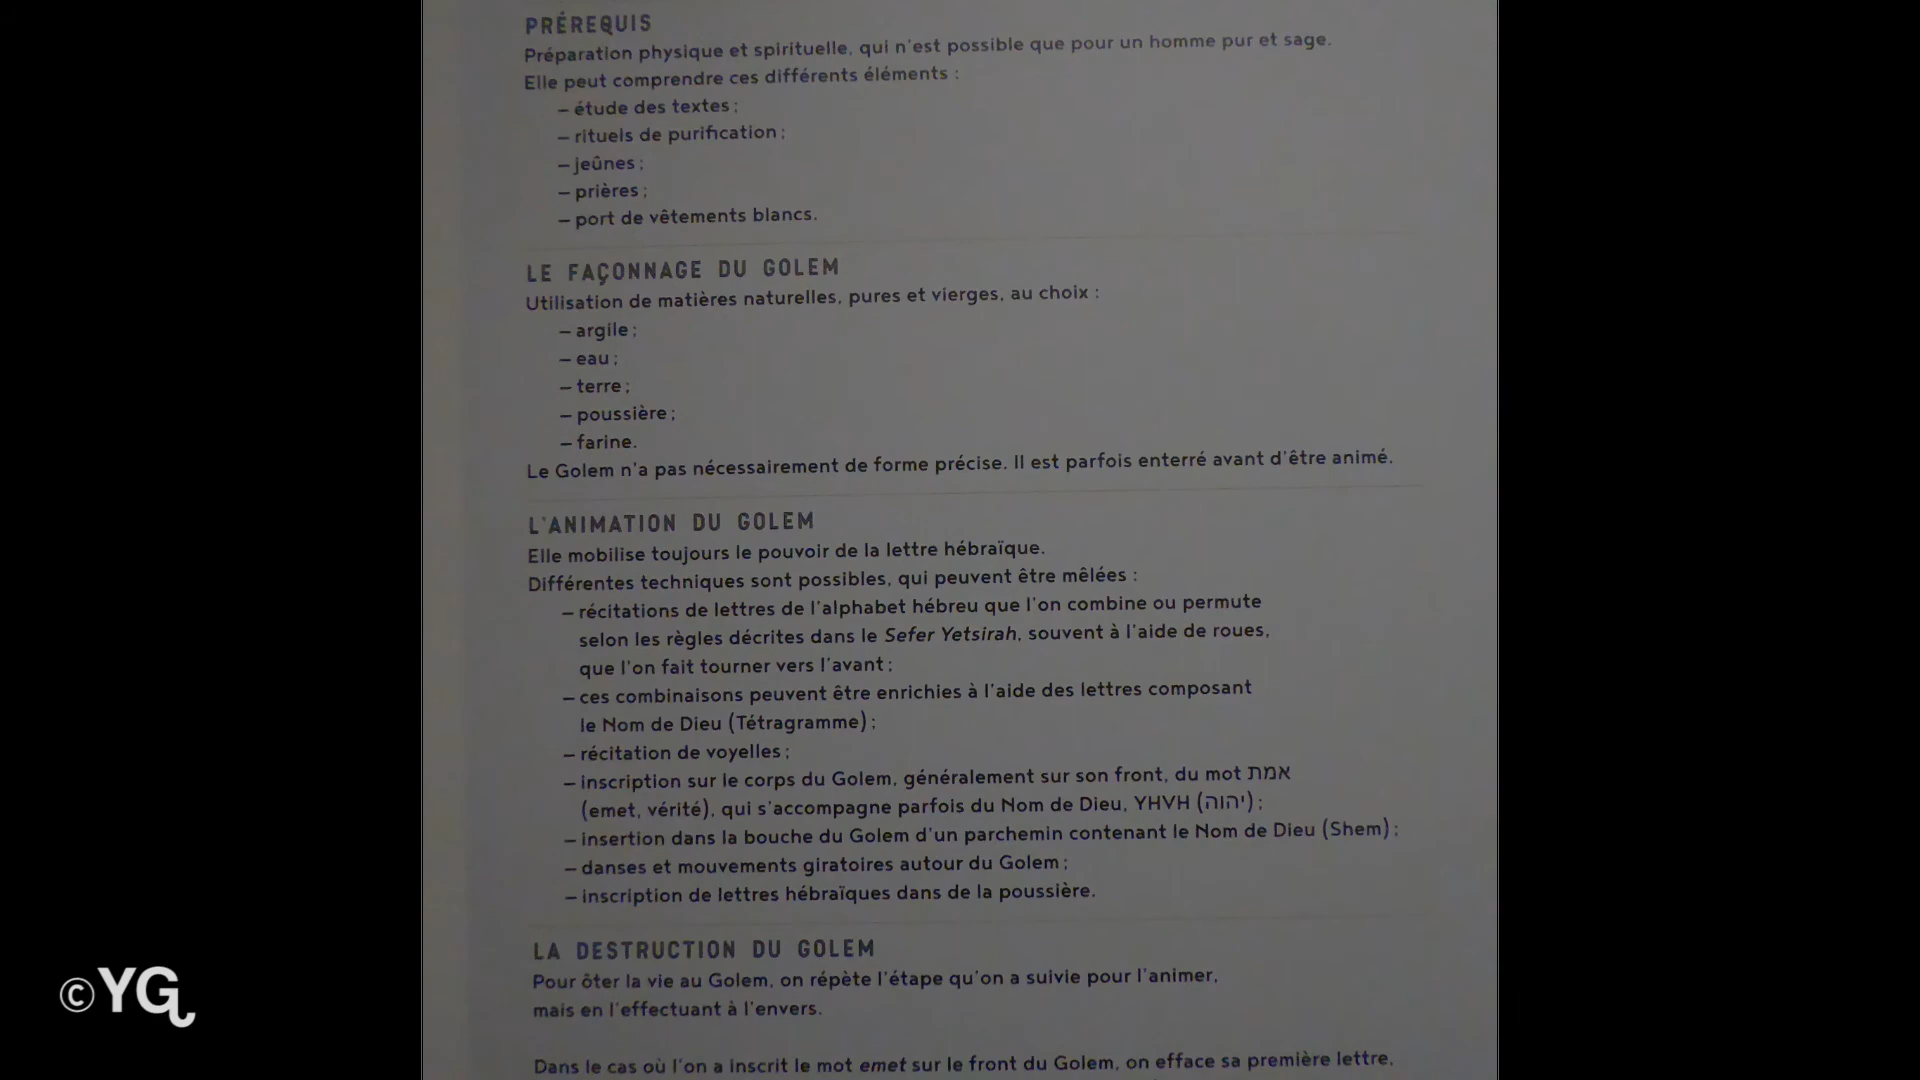 PRÉREQUIS
Préparation physique et spirituelle, qui n'est possible que pour un homme pur et sage.
Elle peut comprendre ces différents éléments :
– étude des textes ;
– rituels de purification ;
– jeûnes ;
– prières ;
– port de vêtements blancs.
LE FAÇONNAGE DU GOLEM
Utilisation de matières naturelles, pures et vierges, au choix :
– argile ;
– eau ;
– terre ;
– poussière ;
– farine.
Le Golem n'a pas nécessairement de forme précise. Il est parfois enterré avant d'être animé.
L'ANIMATION DU GOLEM
Elle mobilise toujours le pouvoir de la lettre hébraïque.
Différentes techniques sont possibles, qui peuvent être mêlées :
– récitations de lettres de l'alphabet hébreu que l'on combine ou permute
selon les règles décrites dans le Sefer Yetsirah, souvent à l'aide de roues,
que l'on fait tourner vers l'avant ;
– ces combinaisons peuvent être enrichies à l'aide des lettres composant
le Nom de Dieu (Tétragramme) ;
– récitation de voyelles ;
– inscription sur le corps du Golem, généralement sur son front, du mot אמת
(emet, vérité), qui s'accompagne parfois du Nom de Dieu, YHVH (יהוה) ;
– insertion dans la bouche du Golem d'un parchemin contenant le Nom de Dieu (Shem) ;
– danses et mouvements giratoires autour du Golem ;
– inscription de lettres hébraïques dans de la poussière.
LA DESTRUCTION DU GOLEM
Pour ôter la vie au Golem, on répète l'étape qu'on a suivie pour l'animer,
mais en l'effectuant à l'envers.
Dans le cas où l'on a inscrit le mot emet sur le front du Golem, on efface sa première lettre.
©YG